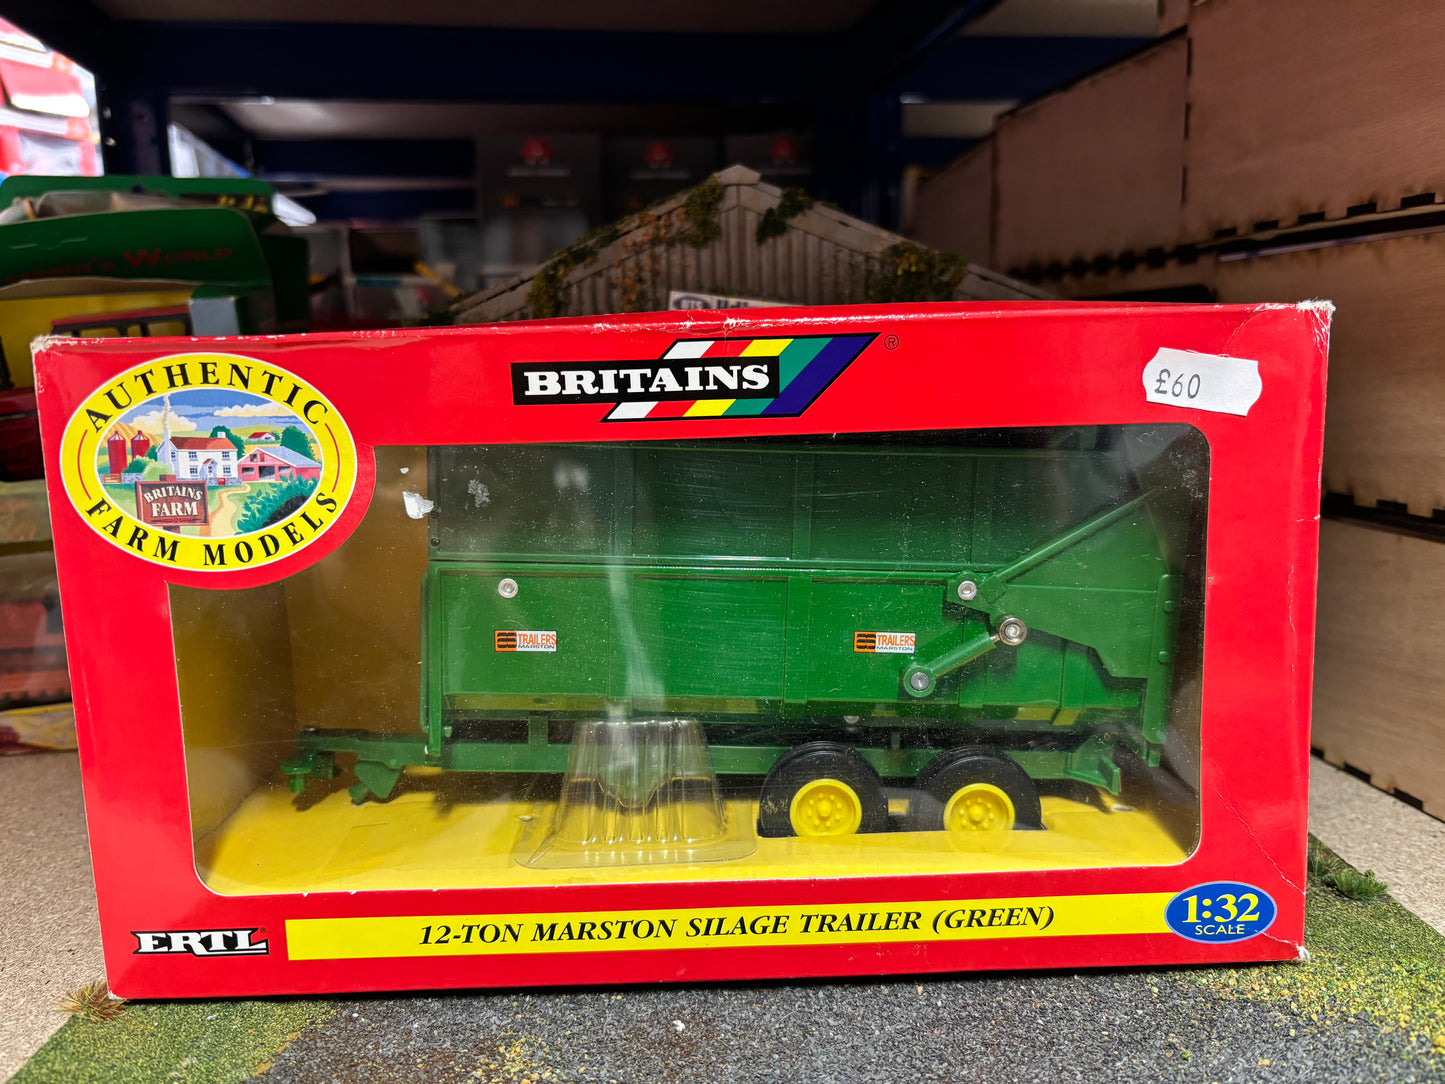 WORLD
BRITAINS ®
£60
AUTHENTIC
BRITAINS
FARM
FARM MODELS
TRAILERS
MARSTON
TRAILERS
MARSTON
ERTL
12-TON MARSTON SILAGE TRAILER (GREEN)
1:32
SCALE